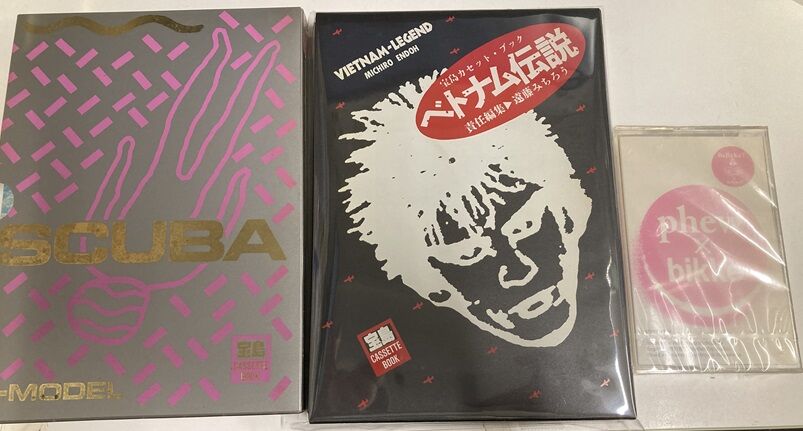 SCUBA
宝島
CASSETTE
BOOK
-MODEL
VIETNAM-LEGEND
MICHIRO ENDOH
宝島カセット・ブック
ベトナム伝説
責任編集▶遠藤みちろう
宝島
CASSETTE
BOOK
phew
×